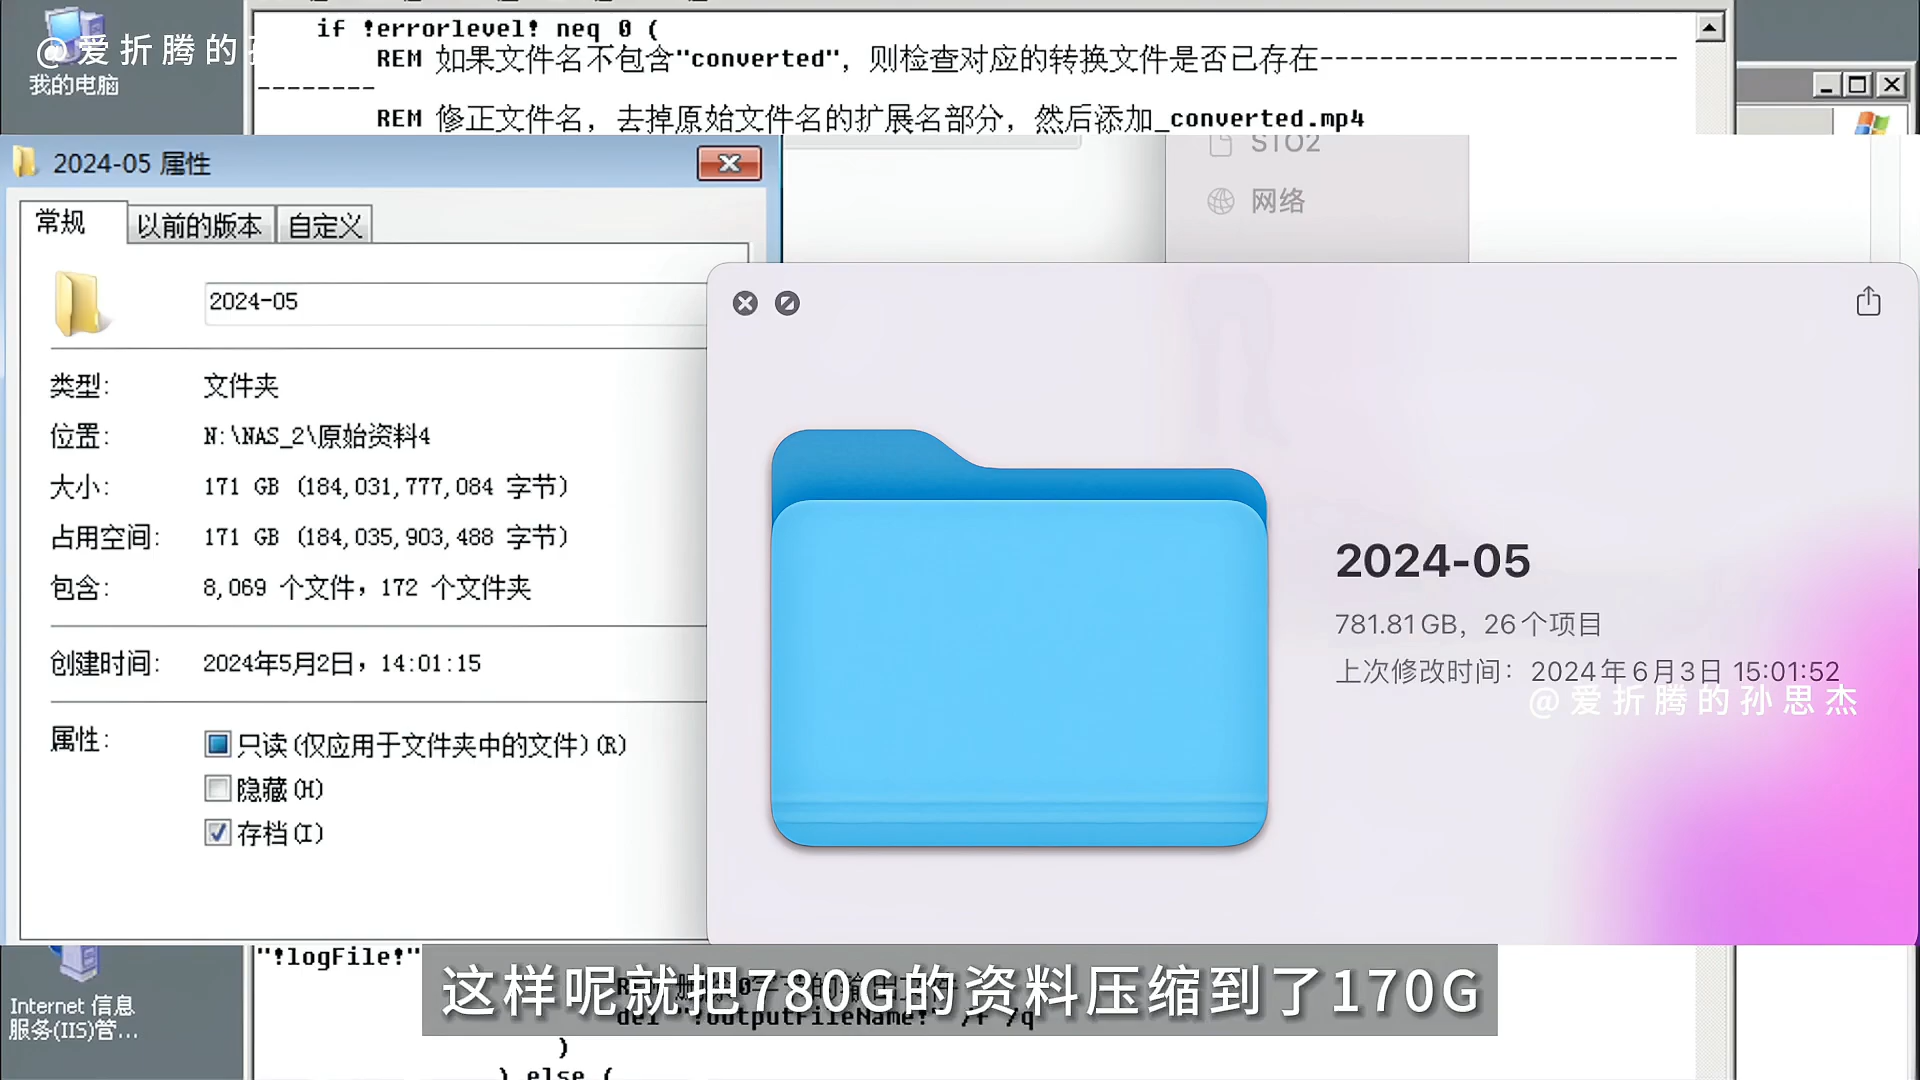 if !errorlevel! neq 0 (
REM 如果文件名不包含"converted"，则检查对应的转换文件是否已存在------------------------
--------
REM 修正文件名，去掉原始文件名的扩展名部分，然后添加_converted.mp4
@爱折腾的孙
我的电脑
2024-05 属性
常规
以前的版本
自定义
2024-05
类型:
文件夹
位置:
N:\NAS_2\原始资料4
大小:
171 GB (184,031,777,084 字节)
占用空间:
171 GB (184,035,903,488 字节)
包含:
8,069 个文件，172 个文件夹
创建时间:
2024年5月2日，14:01:15
属性:
只读(仅应用于文件夹中的文件)(R)
隐藏(H)
存档(I)
STO2
网络
2024-05
781.81 GB，26个项目
上次修改时间：2024年6月3日 15:01:52
@爱折腾的孙思杰
"!logFile!"
这样呢就把780G的资料压缩到了170G
del "!outputFileName!" /f /q
)
) else (
Internet 信息
服务(IIS)管...